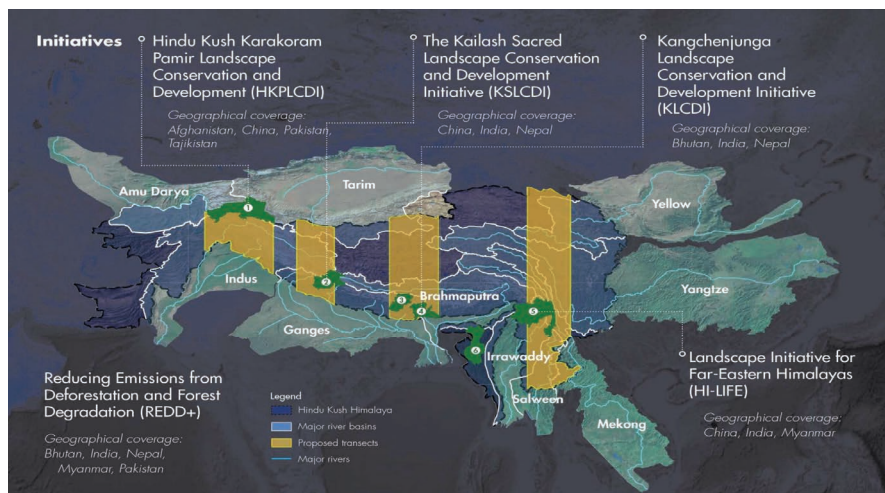 Initiatives
Hindu Kush Karakoram
Pamir Landscape
Conservation and
Development (HKPLCDI)
Geographical coverage:
Afghanistan, China, Pakistan,
Tajikistan
The Kailash Sacred
Landscape Conservation
and Development
Initiative (KSLCDI)
Geographical coverage:
China, India, Nepal
Kangchenjunga
Landscape
Conservation and
Development Initiative
(KLCDI)
Geographical coverage:
Bhutan, India, Nepal
Amu Darya
Tarim
Yellow
1
Indus
2
3
Brahmaputra
4
5
Yangtze
Ganges
6
Irrawaddy
Salween
Mekong
Reducing Emissions from
Deforestation and Forest
Degradation (REDD+)
Geographical coverage:
Bhutan, India, Nepal,
Myanmar, Pakistan
Legend
Hindu Kush Himalaya
Major river basins
Proposed transects
Major rivers
Landscape Initiative for
Far-Eastern Himalayas
(HI-LIFE)
Geographical coverage:
China, India, Myanmar